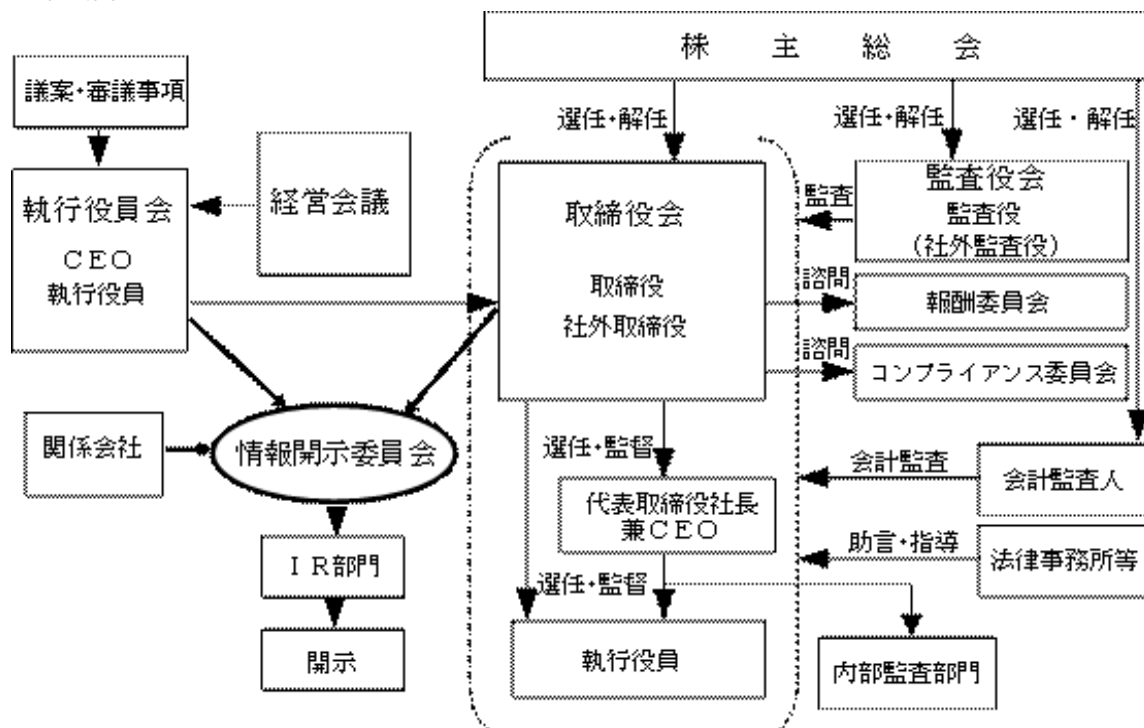 株主総会
議案・審議事項
選任・解任
選任・解任
選任・解任
執行役員会
CEO
執行役員
経営会議
取締役会
取締役
社外取締役
監査
監査役会
監査役
(社外監査役)
諮問
報酬委員会
諮問
コンプライアンス委員会
関係会社
情報開示委員会
選任・監督
会計監査
会計監査人
代表取締役社長
兼CEO
助言・指導
法律事務所等
IR部門
選任・監督
開示
執行役員
内部監査部門